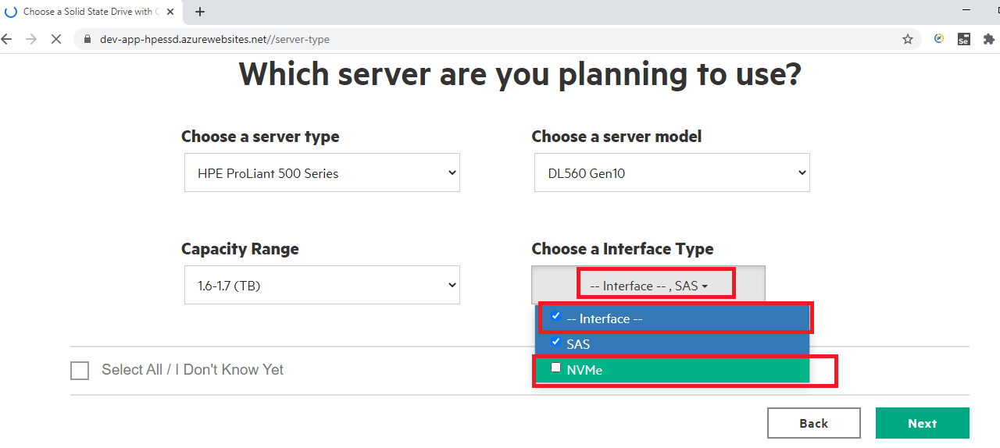 Choose a Solid State Drive with C
dev-app-hpessd.azurewebsites.net//server-type
Se
Which server are you planning to use?
Choose a server type
Choose a server model
HPE ProLiant 500 Series
DL560 Gen10
Capacity Range
Choose a Interface Type
1.6-1.7 (TB)
-- Interface -- , SAS
-- Interface --
SAS
Select All / I Don't Know Yet
NVMe
Back
Next